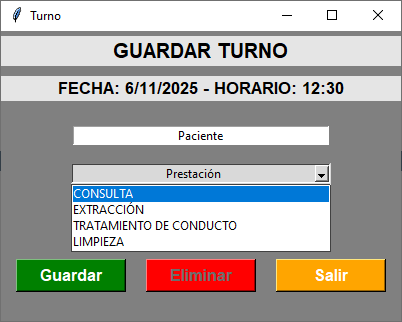 Turno
GUARDAR TURNO
FECHA: 6/11/2025 - HORARIO: 12:30
Paciente
Prestación
CONSULTA
EXTRACCIÓN
TRATAMIENTO DE CONDUCTO
LIMPIEZA
Guardar Eliminar Salir